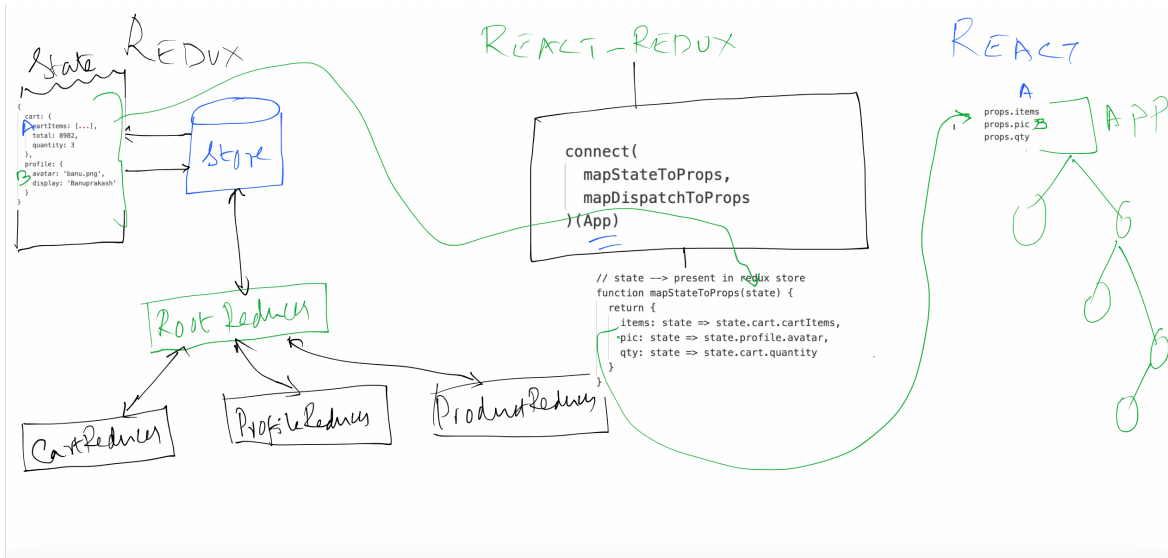 REDUX
State
{
cart: {
A
cartItems: [...],
total: 8982,
quantity: 3
},
profile: {
B
avatar: 'banu.png',
display: 'Banuprakash'
}
}
Store
RootReducer
CartReducer
ProfileReducer
ProductReducer
REACT-REDUX
connect(
mapStateToProps,
mapDispatchToProps
)(App)
// state --> present in redux store
function mapStateToProps(state) {
return {
items: state => state.cart.cartItems,
pic: state => state.profile.avatar,
qty: state => state.cart.quantity
}
}
REACT
A
props.items
props.pic B
props.qty
APP